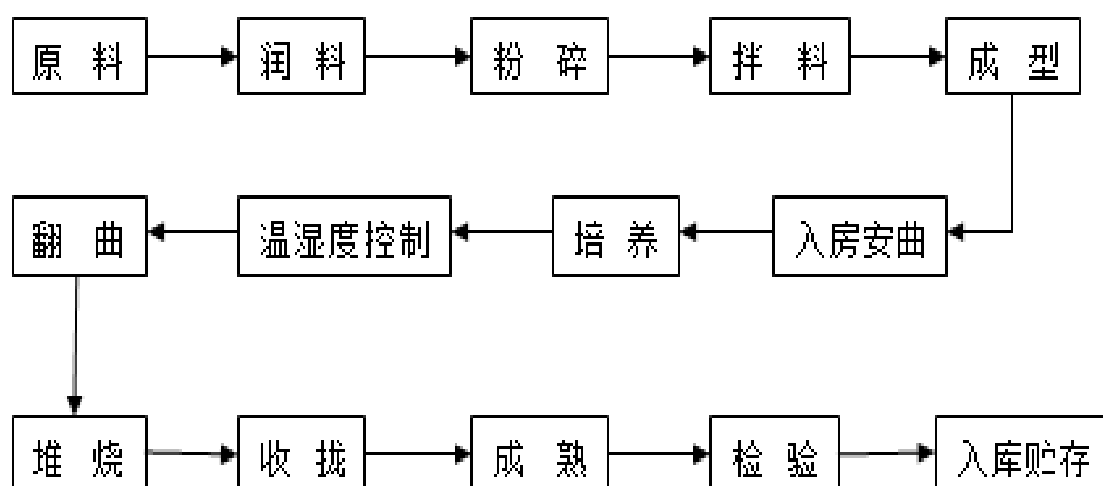 原料 润料 粉碎 拌料 成型
翻曲 温湿度控制 培养 入房安曲
堆烧 收拢 成熟 检验 入库贮存